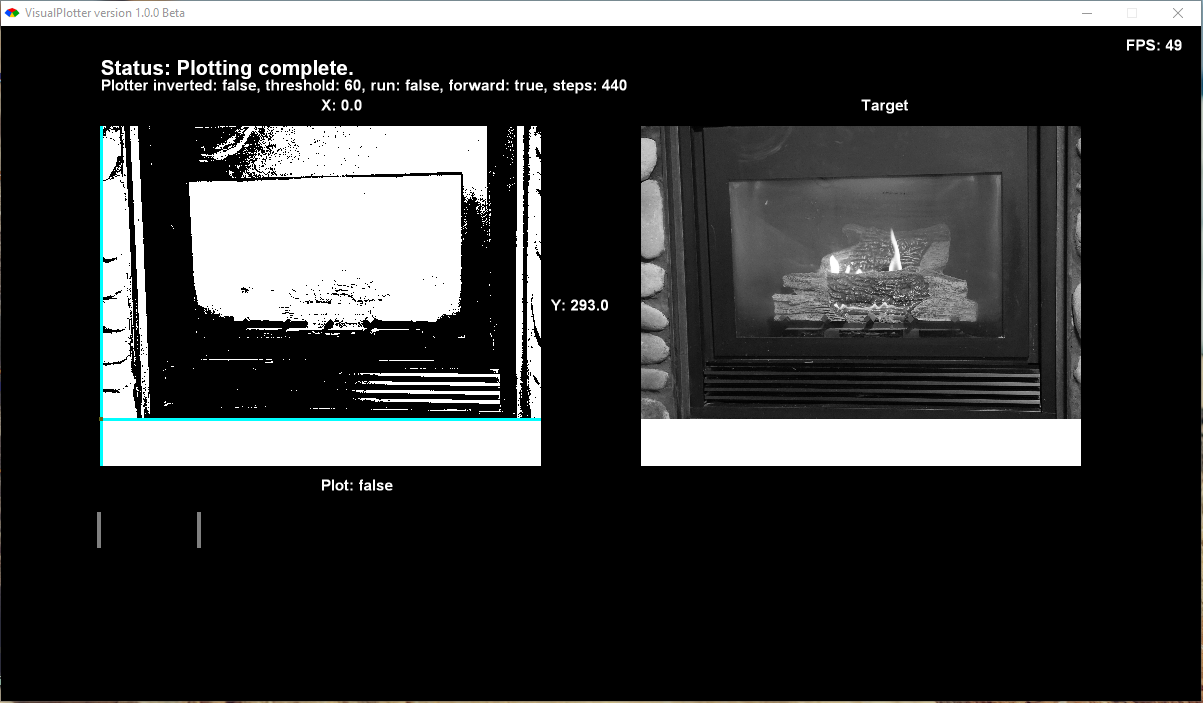 VisualPlotter version 1.0.0 Beta
FPS: 49
Status: Plotting complete.
Plotter inverted: false, threshold: 60, run: false, forward: true, steps: 440
X: 0.0
Target
Y: 293.0
Plot: false